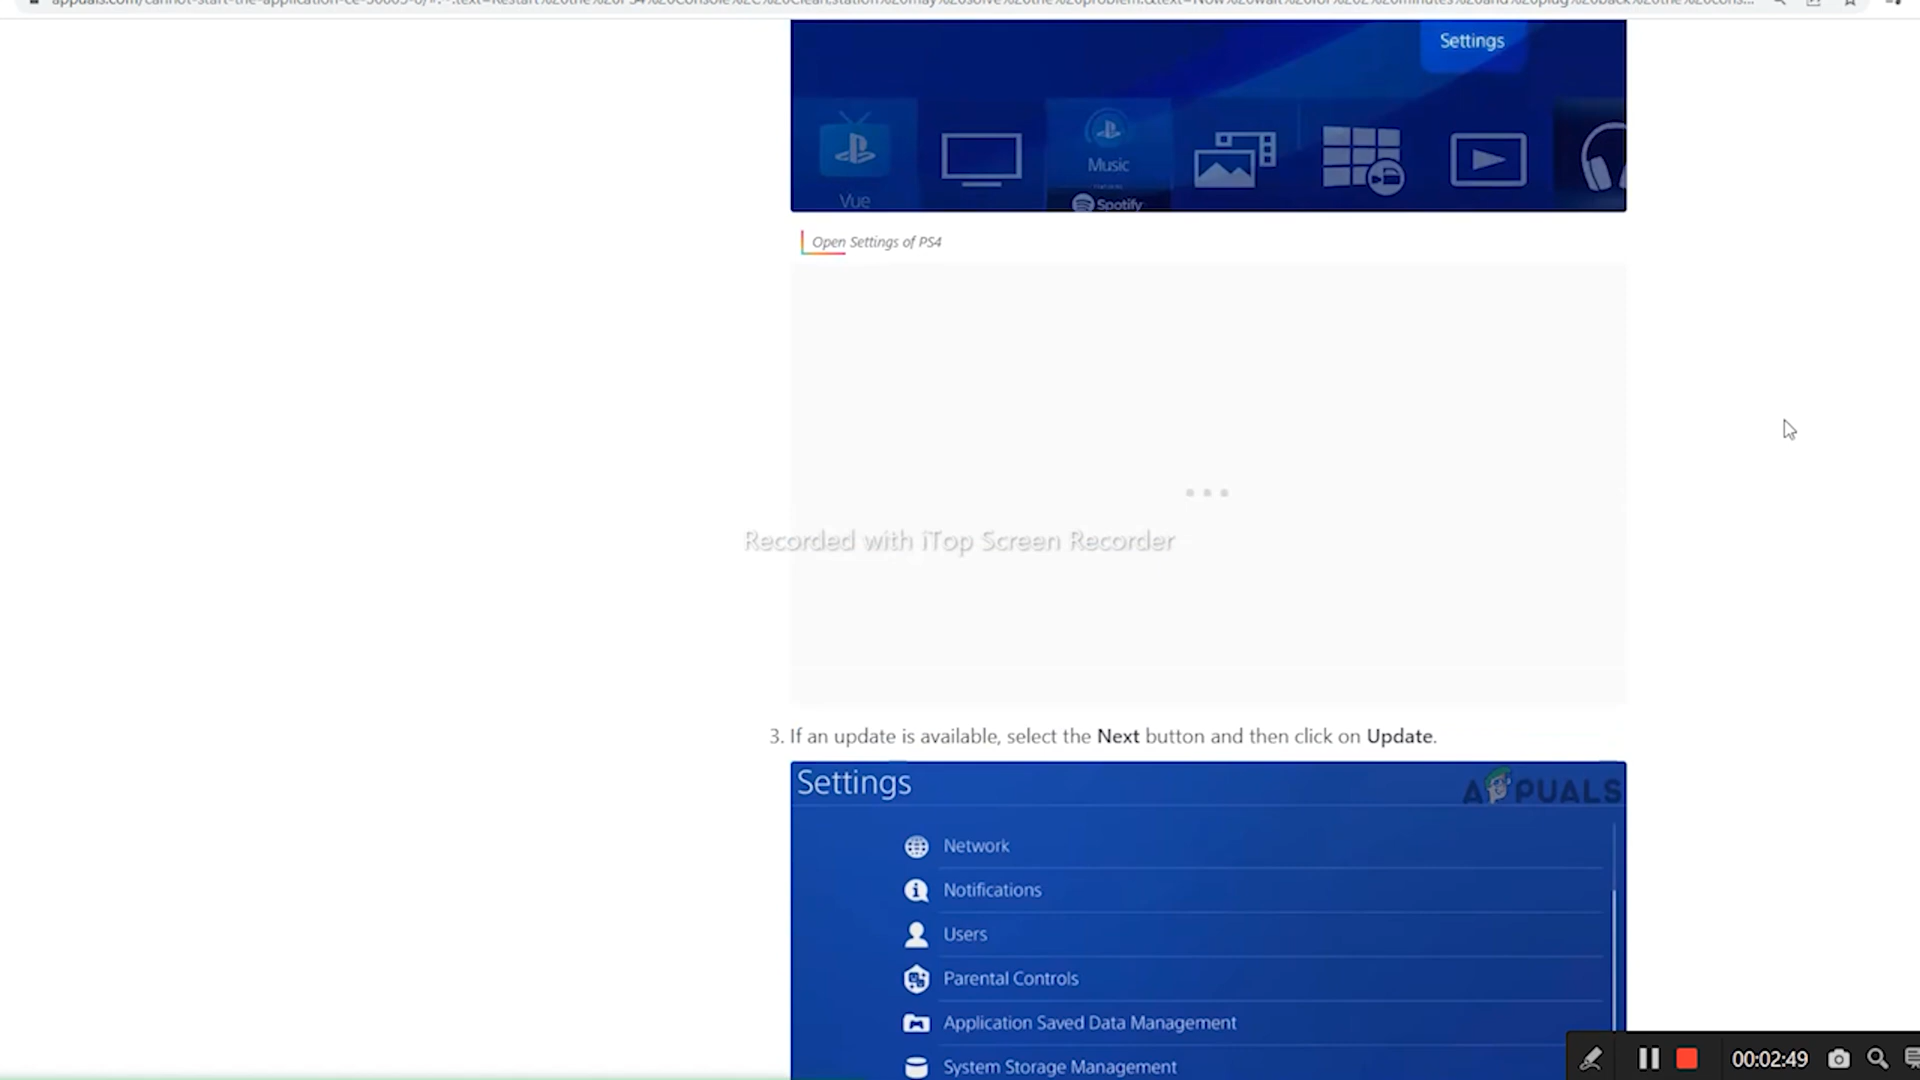 Settings
Music
Vue
Spotify
Open Settings of PS4
Recorded with iTop Screen Recorder
3. If an update is available, select the Next button and then click on Update.
Settings
APPUALS
Network
Notifications
Users
Parental Controls
Application Saved Data Management
System Storage Management
00:02:49